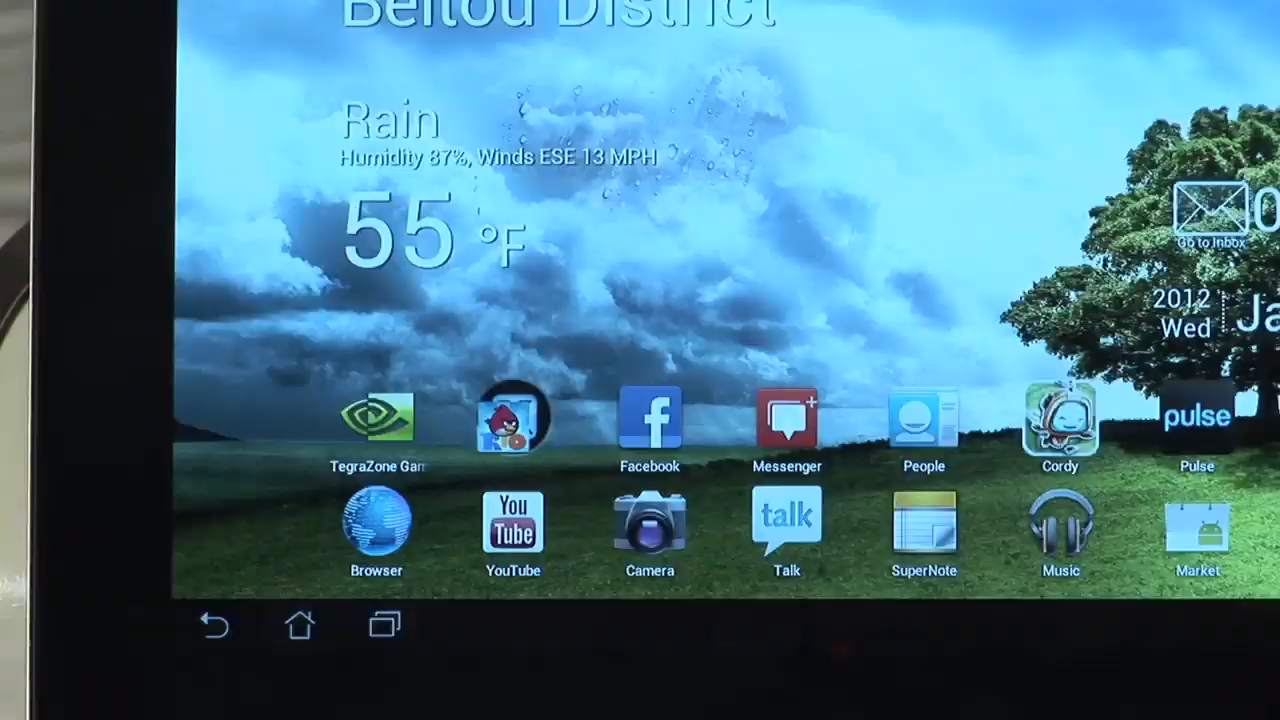 Beitou District
Rain
Humidity 87%, Winds ESE 13 MPH
55 °F
Go to Inbox
2012
Wed
TegraZone Gam
RIO
Facebook
Messenger
People
Cordy
pulse
Pulse
You
Tube
talk
Browser
YouTube
Camera
Talk
SuperNote
Music
Market